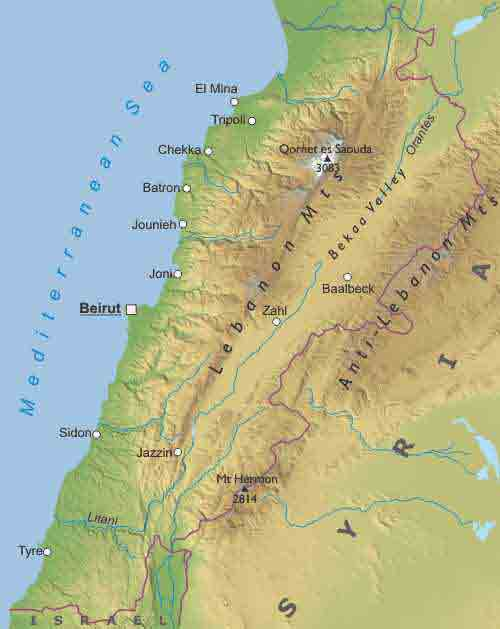 Mediterranean Sea
El Mina
Tripoli
Qornet es Saouda
3083
Chekka
Orantes
Batron
Bekaa Valley
Lebanon Mts
Jounieh
Anti-Lebanon Mts
Joni
Baalbeck
Beirut
Zahl
Sidon
Jazzin
Mt Hermon
2814
Litani
Tyre
ISRAEL
SYRIA